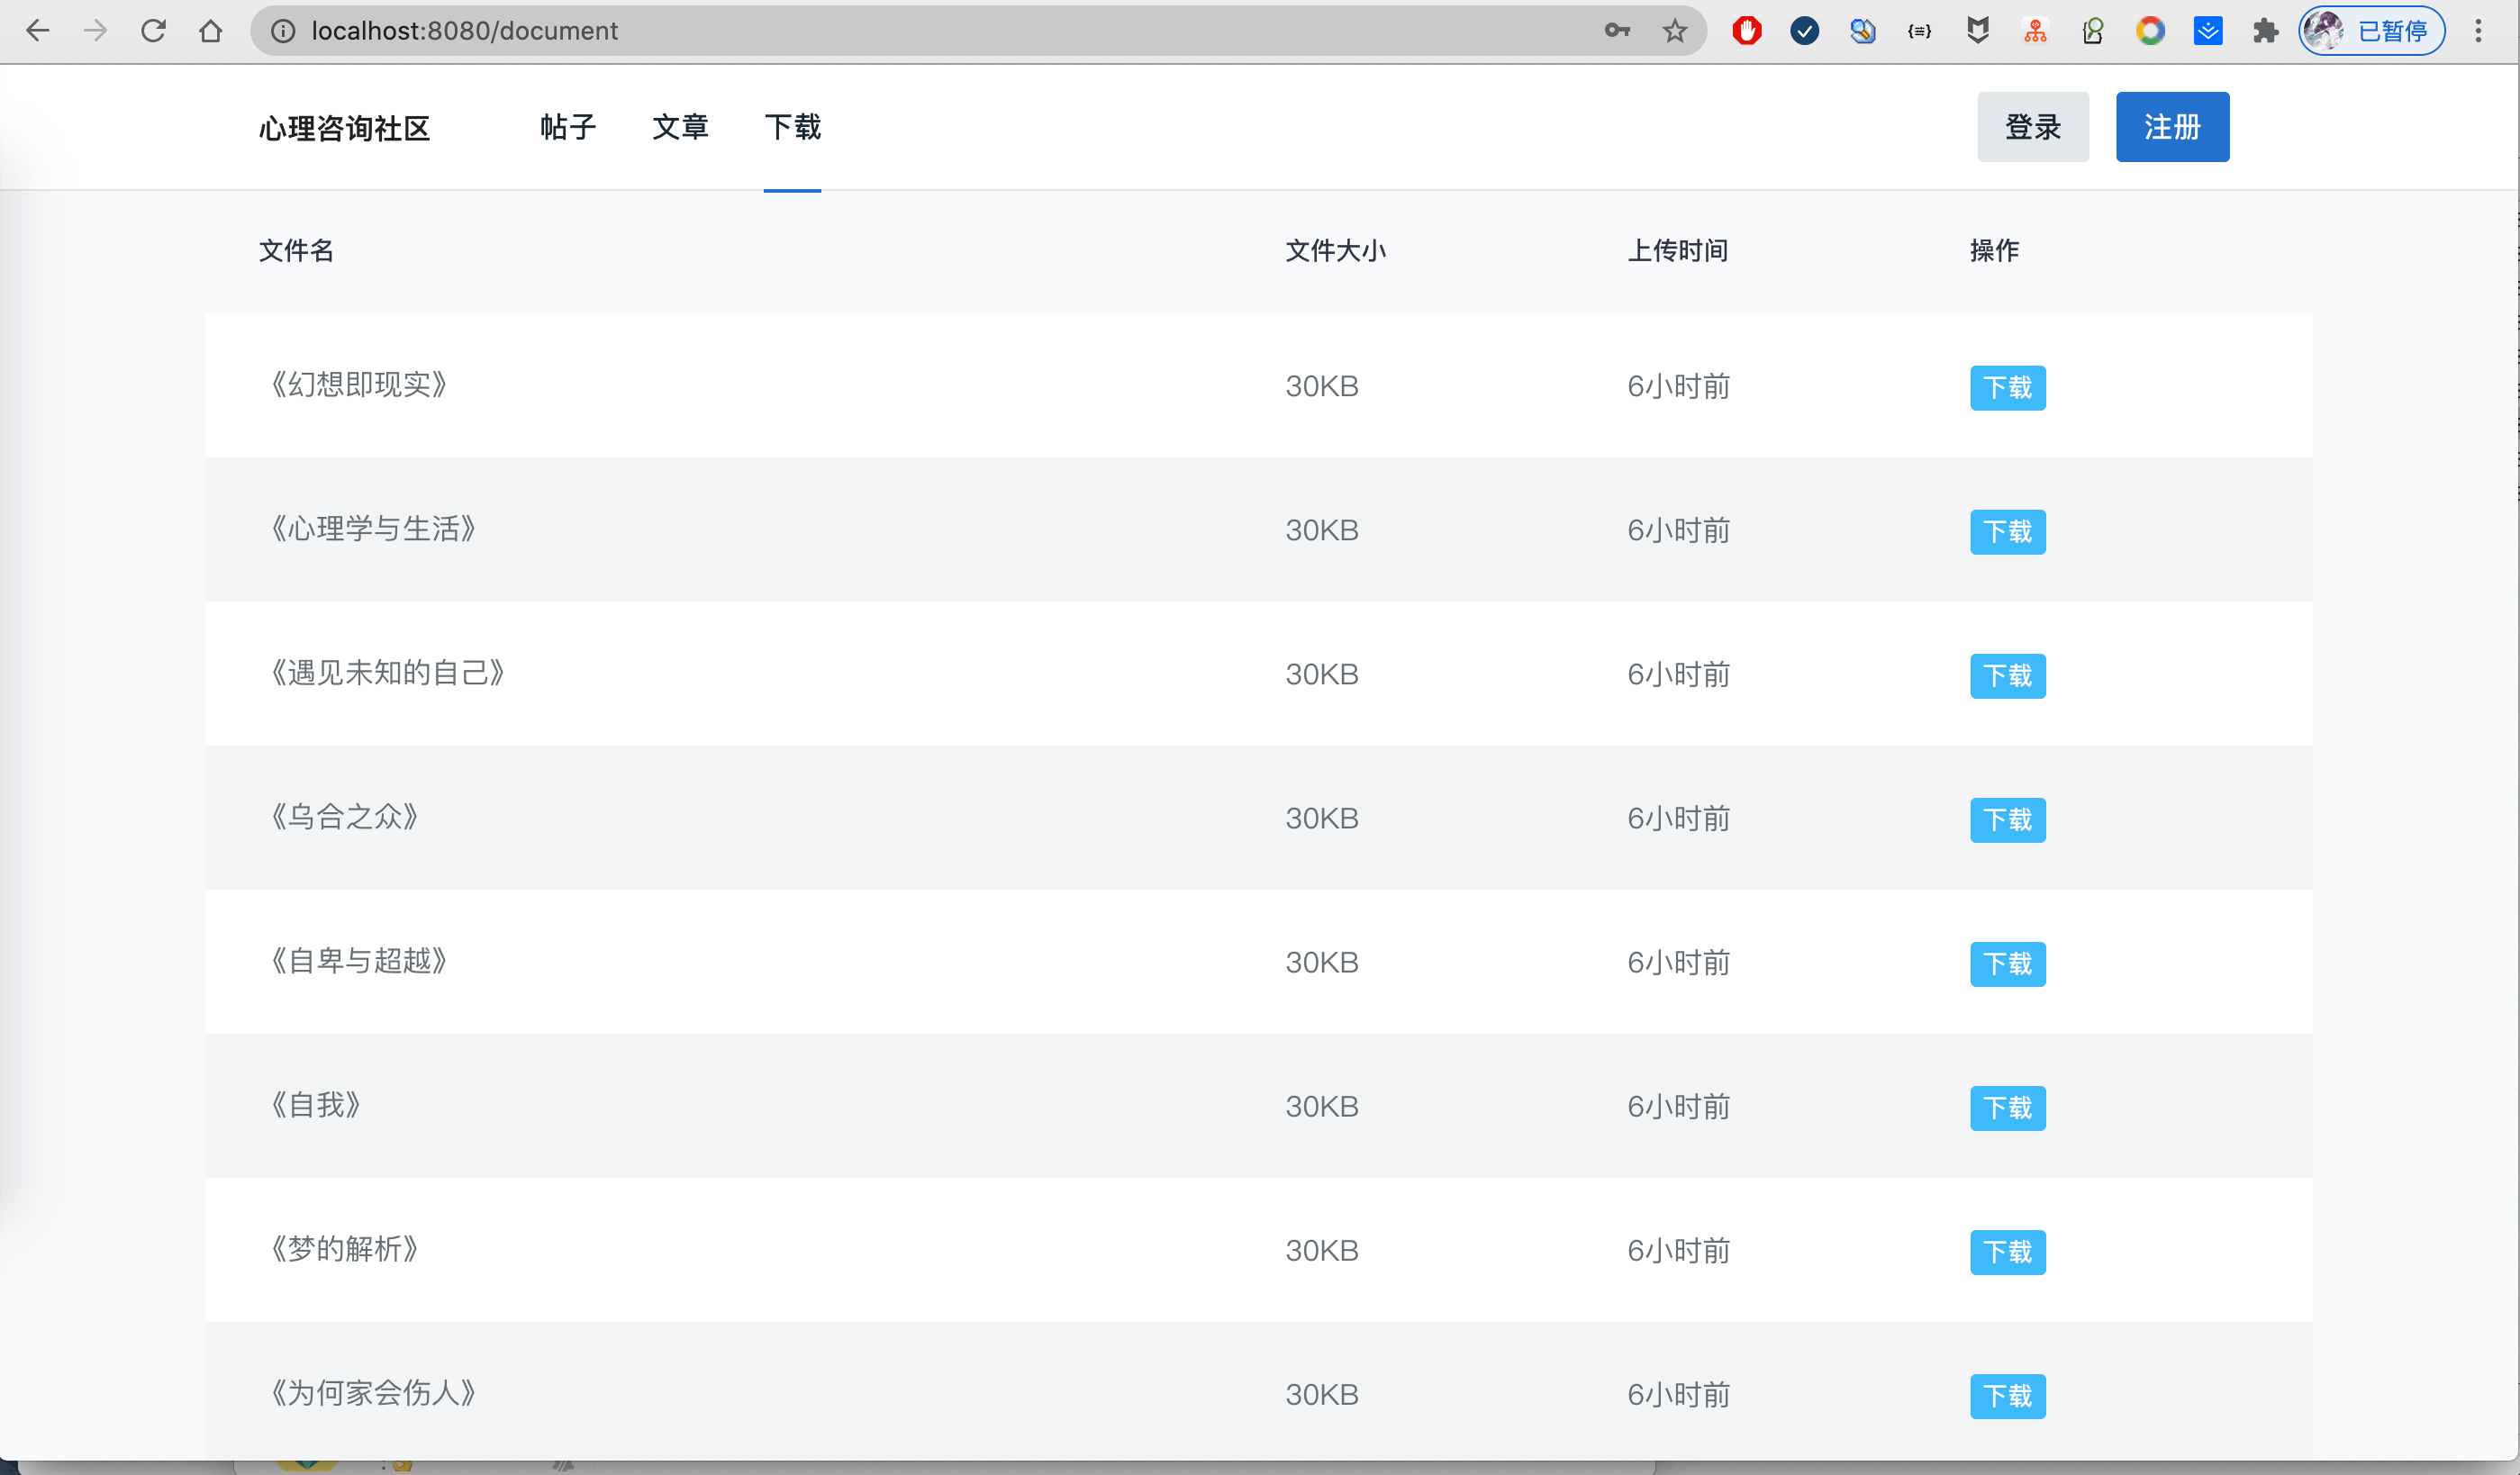 localhost:8080/document
已暂停
心理咨询社区 帖子 文章 下载 登录 注册
文件名 文件大小 上传时间 操作
《幻想即现实》 30KB 6小时前 下载
《心理学与生活》 30KB 6小时前 下载
《遇见未知的自己》 30KB 6小时前 下载
《乌合之众》 30KB 6小时前 下载
《自卑与超越》 30KB 6小时前 下载
《自我》 30KB 6小时前 下载
《梦的解析》 30KB 6小时前 下载
《为何家会伤人》 30KB 6小时前 下载